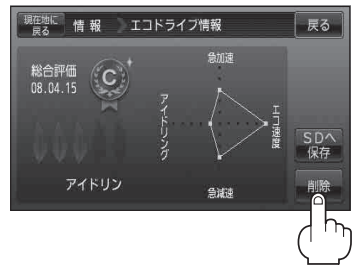 現在地に
戻る
情報
エコドライブ情報
戻る
総合評価
08.04.15
C
急加速
アイドリング
エコ速度
急減速
アイドリン
SDへ
保存
削除